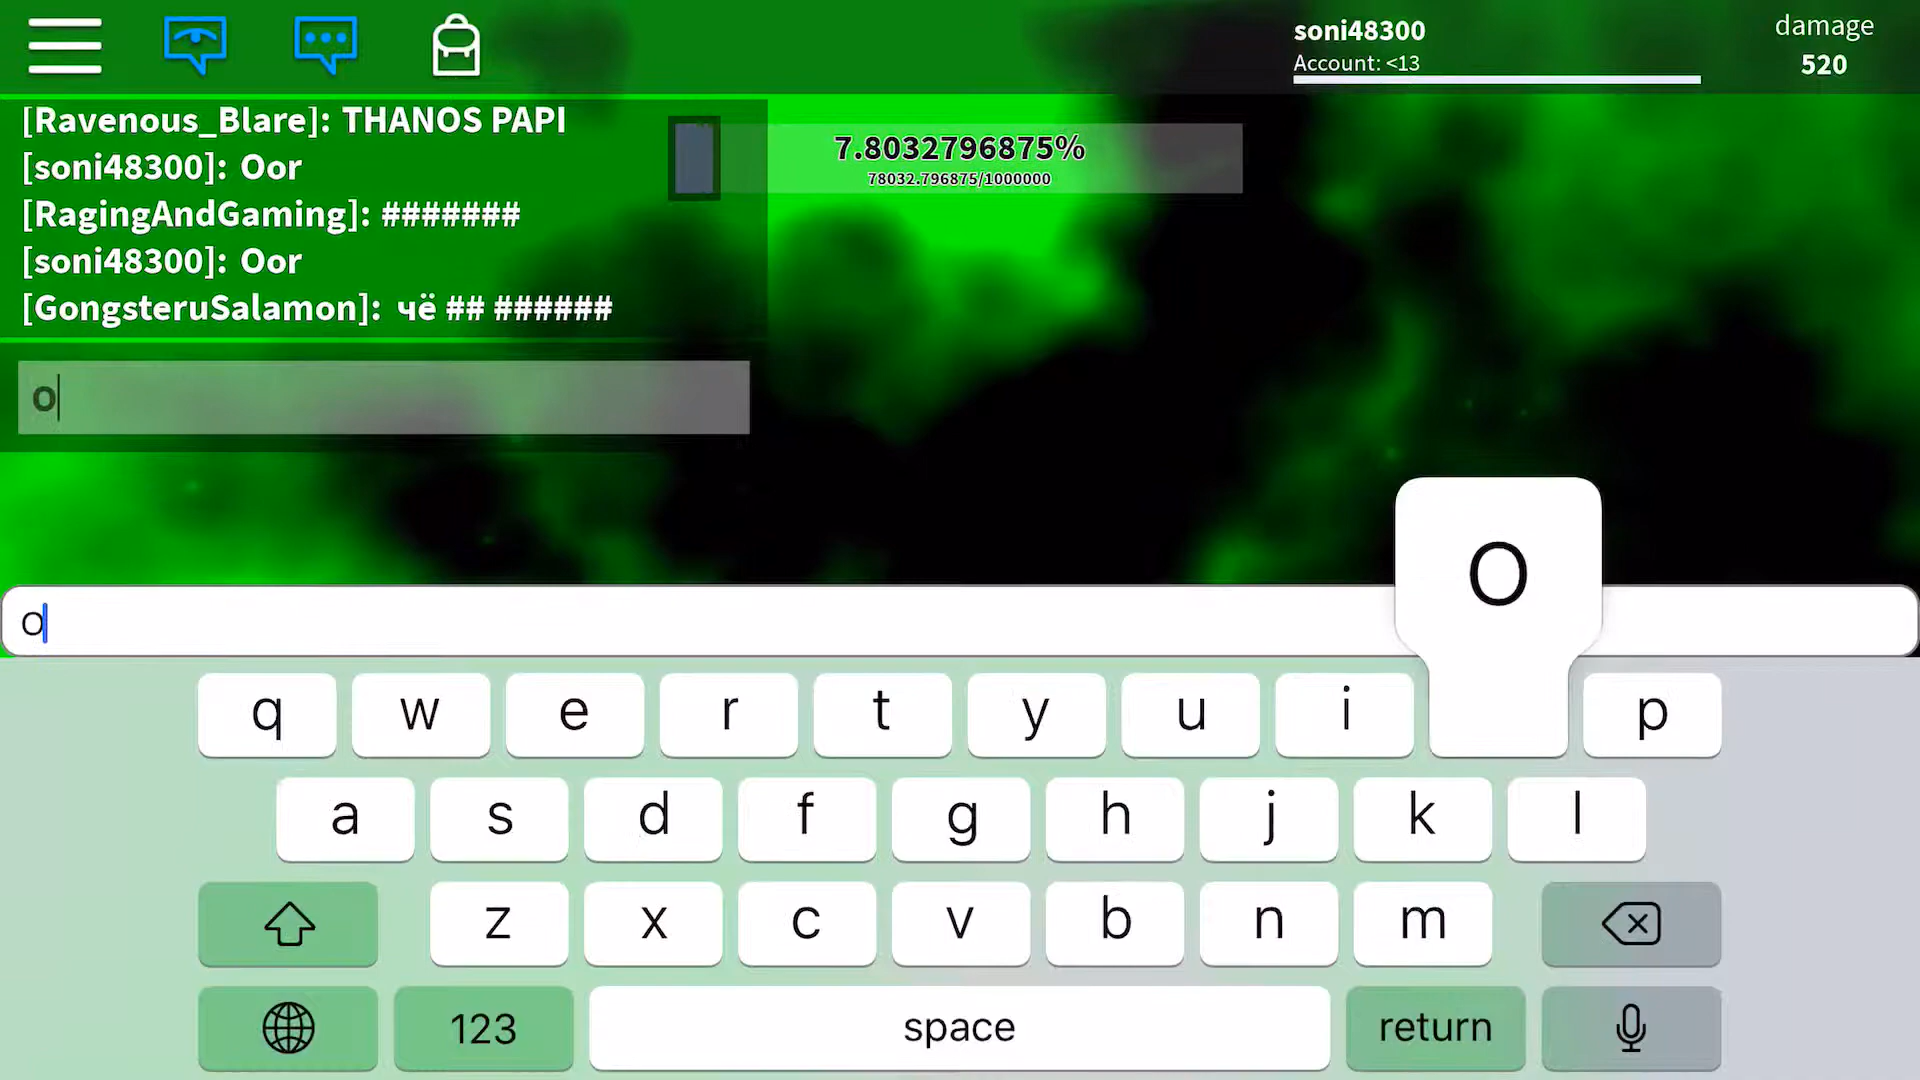 soni48300
Account: <13
damage
520
[Ravenous_Blare]: THANOS PAPI
[soni48300]: Oor
[RagingAndGaming]: #######
[soni48300]: Oor
[GongsteruSalamon]: чё ## ######
7.8032796875%
78032.796875/1000000
o
O
o
q w e r t y u i p
a s d f g h j k l
z x c v b n m
123 space return